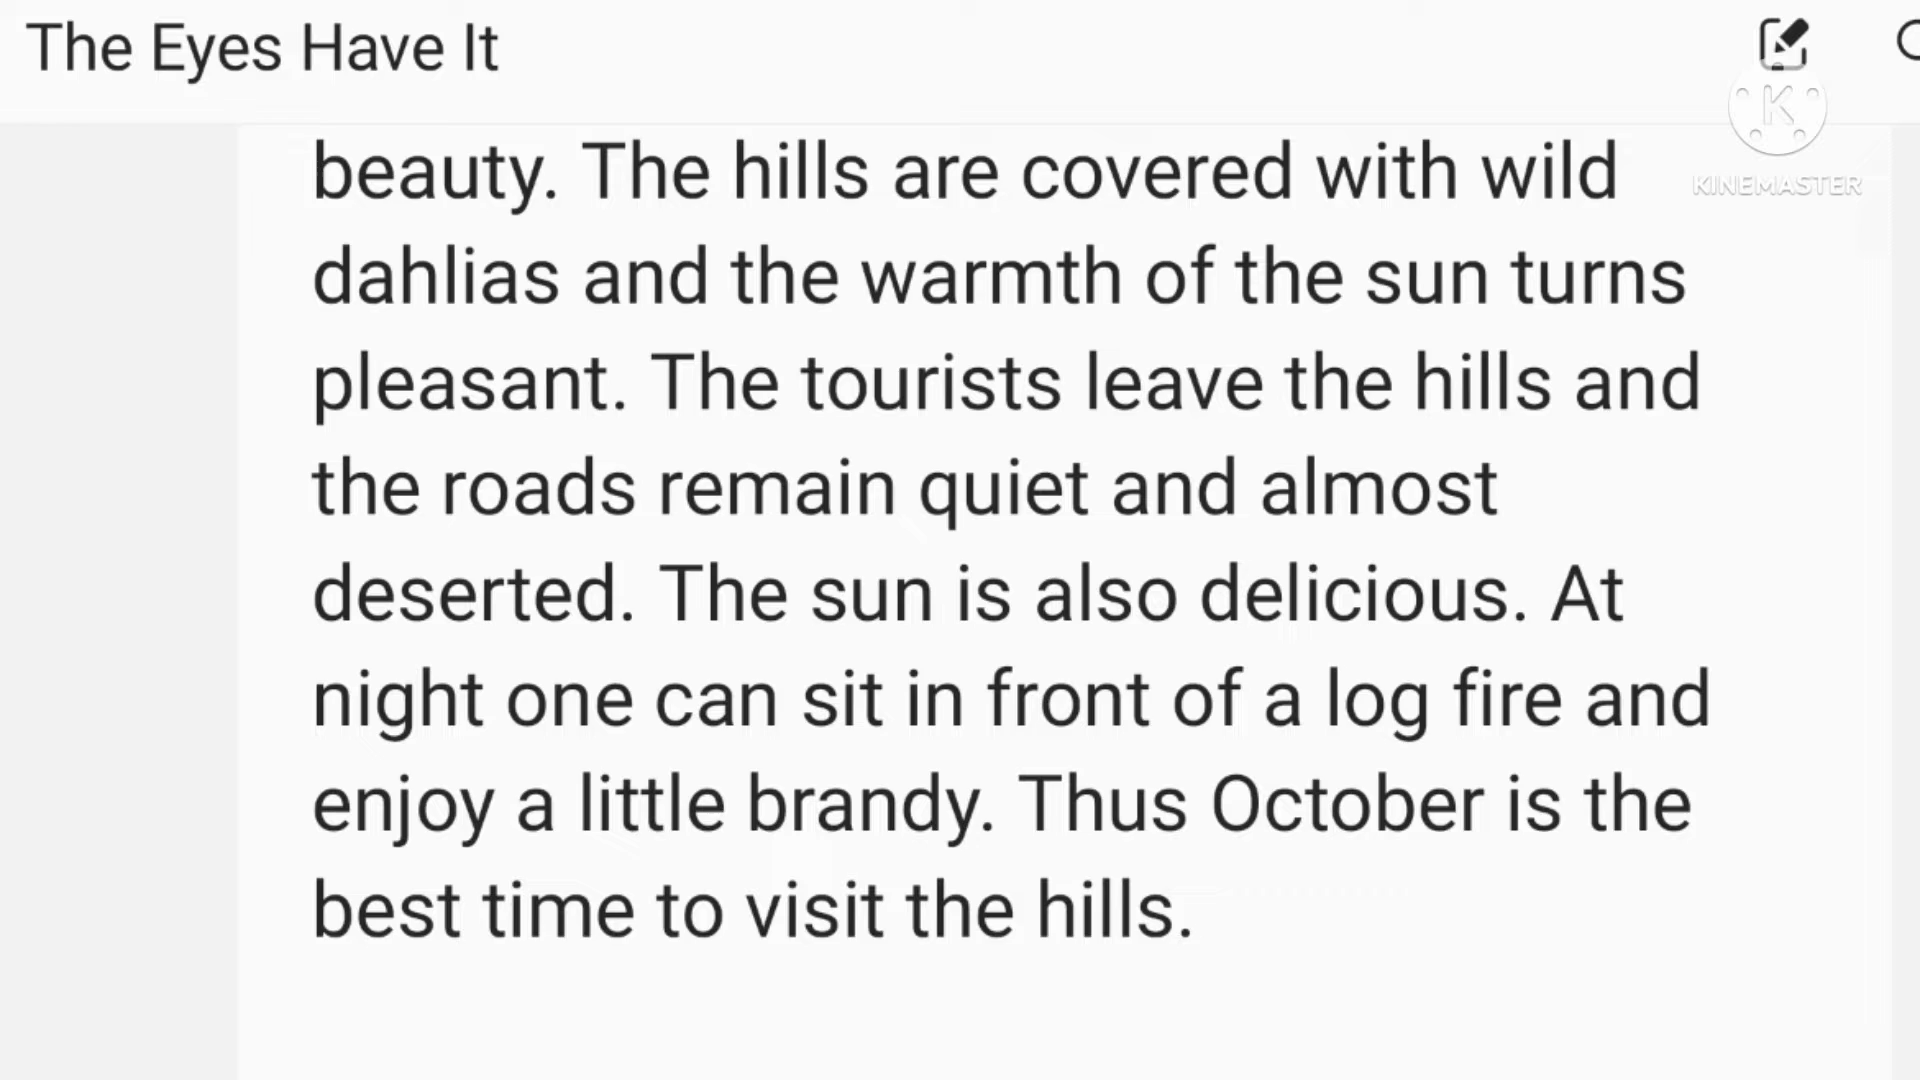 The Eyes Have It
K
KINEMASTER
beauty. The hills are covered with wild
dahlias and the warmth of the sun turns
pleasant. The tourists leave the hills and
the roads remain quiet and almost
deserted. The sun is also delicious. At
night one can sit in front of a log fire and
enjoy a little brandy. Thus October is the
best time to visit the hills.